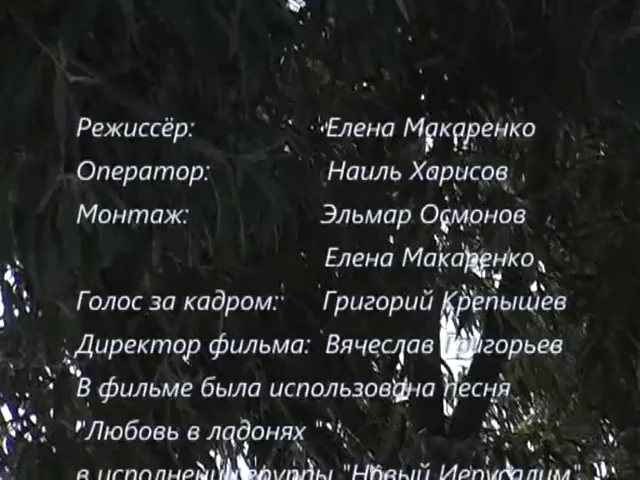 Режиссёр: Елена Макаренко
Оператор: Наиль Харисов
Монтаж: Эльмар Осмонов
Елена Макаренко
Голос за кадром: Григорий Крепышев
Директор фильма: Вячеслав Григорьев
В фильме была использована песня
"Любовь в ладонях "
в исполнении группы "Новый Иерусалим"